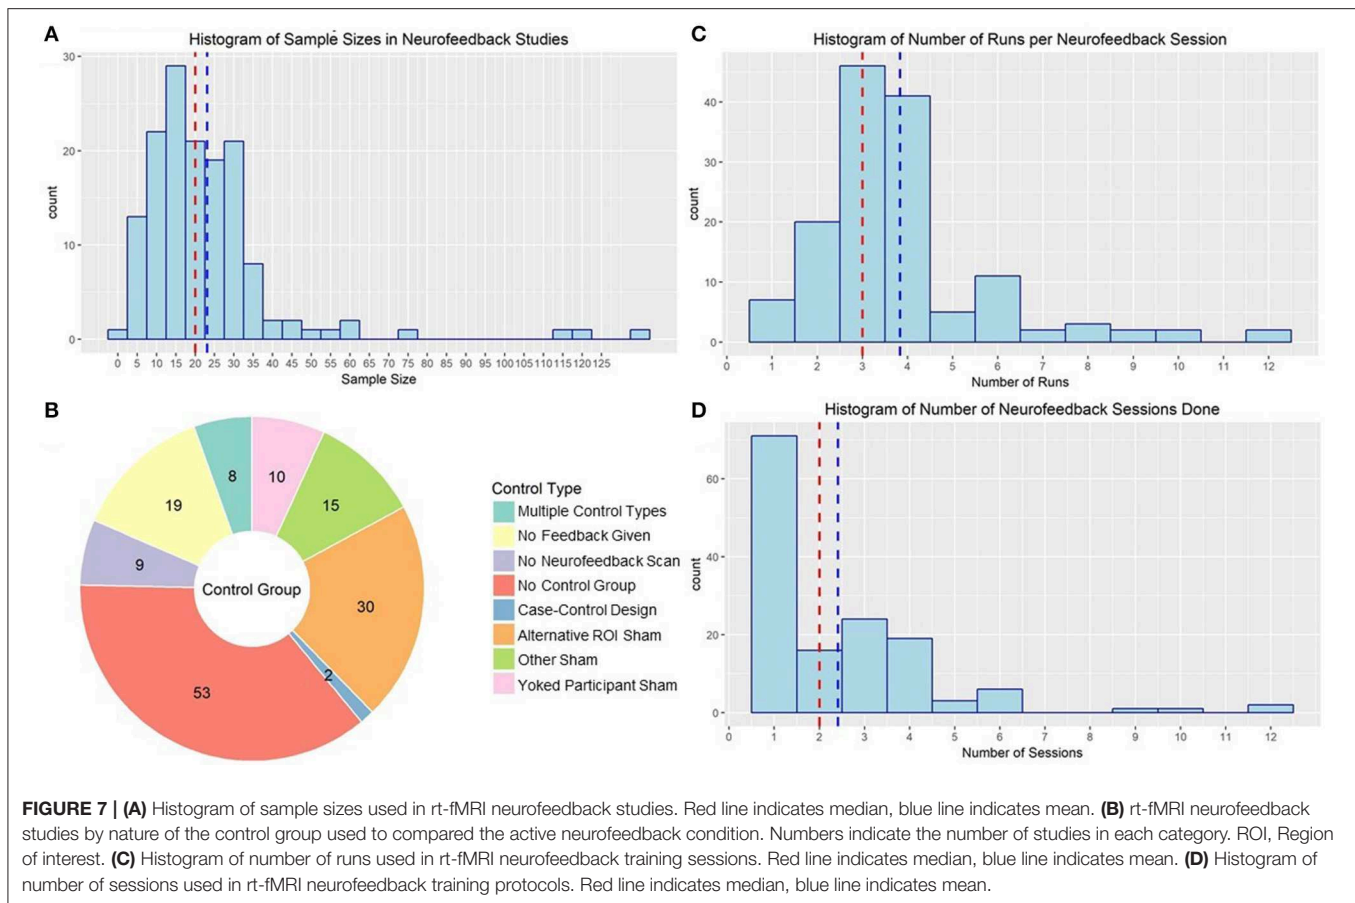 A
Histogram of Sample Sizes in Neurofeedback Studies
count
30
20
10
0
0 5 10 15 20 25 30 35 40 45 50 55 60 65 70 75 80 85 90 95 100105110115120125
Sample Size
C
Histogram of Number of Runs per Neurofeedback Session
count
40
30
20
10
0
0 1 2 3 4 5 6 7 8 9 10 11 12
Number of Runs
B
8
10
15
30
2
53
9
19
Control Group
Control Type
Multiple Control Types
No Feedback Given
No Neurofeedback Scan
No Control Group
Case-Control Design
Alternative ROI Sham
Other Sham
Yoked Participant Sham
D
Histogram of Number of Neurofeedback Sessions Done
count
60
40
20
0
0 1 2 3 4 5 6 7 8 9 10 11 12
Number of Sessions
FIGURE 7 | (A) Histogram of sample sizes used in rt-fMRI neurofeedback studies. Red line indicates median, blue line indicates mean. (B) rt-fMRI neurofeedback
studies by nature of the control group used to compared the active neurofeedback condition. Numbers indicate the number of studies in each category. ROI, Region
of interest. (C) Histogram of number of runs used in rt-fMRI neurofeedback training sessions. Red line indicates median, blue line indicates mean. (D) Histogram of
number of sessions used in rt-fMRI neurofeedback training protocols. Red line indicates median, blue line indicates mean.